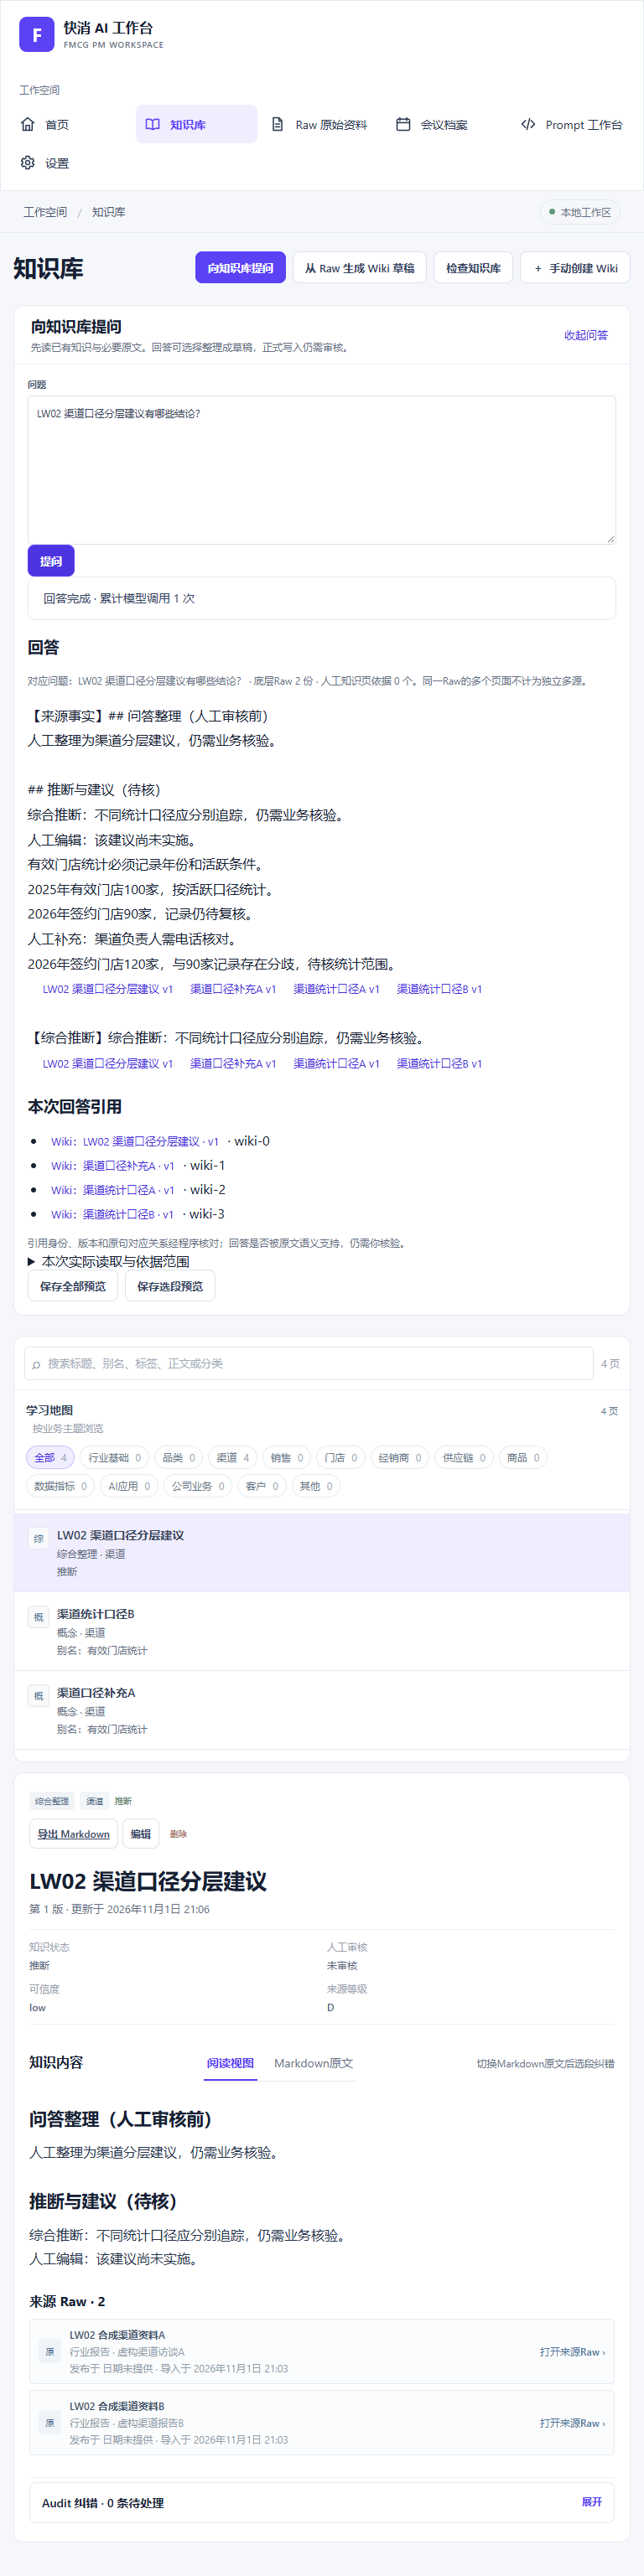 F
快消 AI 工作台
FMCG PM WORKSPACE
工作空间
首页
知识库
Raw 原始资料
会议档案
Prompt 工作台
设置
工作空间 / 知识库
本地工作区
知识库
向知识库提问
从 Raw 生成 Wiki 草稿
检查知识库
+ 手动创建 Wiki
向知识库提问
先读已有知识与必要原文。回答可选择整理成草稿，正式写入仍需审核。
收起问答
问题
LW02 渠道口径分层建议有哪些结论?
提问
回答完成 · 累计模型调用 1 次
回答
对应问题：LW02 渠道口径分层建议有哪些结论？ · 底层Raw 2 份 · 人工知识页依据 0 个。同一Raw的多个页面不计为独立多源。
【来源事实】## 问答整理（人工审核前）
人工整理为渠道分层建议，仍需业务核验。
## 推断与建议（待核）
综合推断：不同统计口径应分别追踪，仍需业务核验。
人工编辑：该建议尚未实施。
有效门店统计必须记录年份和活跃条件。
2025年有效门店100家，按活跃口径统计。
2026年签约门店90家，记录仍待复核。
人工补充：渠道负责人需电话核对。
2026年签约门店120家，与90家记录存在分歧，待核统计范围。
LW02 渠道口径分层建议 v1 渠道口径补充A v1 渠道统计口径A v1 渠道统计口径B v1
【综合推断】综合推断：不同统计口径应分别追踪，仍需业务核验。
LW02 渠道口径分层建议 v1 渠道口径补充A v1 渠道统计口径A v1 渠道统计口径B v1
本次回答引用
Wiki：LW02 渠道口径分层建议 · v1 · wiki-0
Wiki：渠道口径补充A · v1 · wiki-1
Wiki：渠道统计口径A · v1 · wiki-2
Wiki：渠道统计口径B · v1 · wiki-3
引用身份、版本和原句对应关系经程序核对；回答是否被原文语义支持，仍需你核验。
本次实际读取与依据范围
保存全部预览
保存选段预览
搜索标题、别名、标签、正文或分类
4 页
学习地图
4 页
按业务主题浏览
全部 4
行业基础 0
品类 0
渠道 4
销售 0
门店 0
经销商 0
供应链 0
商品 0
数据指标 0
AI应用 0
公司业务 0
客户 0
其他 0
综
LW02 渠道口径分层建议
综合整理 · 渠道
推断
概
渠道统计口径B
概念 · 渠道
别名：有效门店统计
概
渠道口径补充A
概念 · 渠道
别名：有效门店统计
综合整理 渠道 推断
导出 Markdown
编辑
删除
LW02 渠道口径分层建议
第 1 版 · 更新于 2026年11月1日 21:06
知识状态
推断
人工审核
未审核
可信度
low
来源等级
D
知识内容
阅读视图
Markdown原文
切换Markdown原文后选段纠错
问答整理（人工审核前）
人工整理为渠道分层建议，仍需业务核验。
推断与建议（待核）
综合推断：不同统计口径应分别追踪，仍需业务核验。
人工编辑：该建议尚未实施。
来源 Raw · 2
原
LW02 合成渠道资料A
行业报告 · 虚构渠道访谈A
发布于 日期未提供 · 导入于 2026年11月1日 21:03
打开来源Raw ›
原
LW02 合成渠道资料B
行业报告 · 虚构渠道报告B
发布于 日期未提供 · 导入于 2026年11月1日 21:03
打开来源Raw ›
Audit 纠错 · 0 条待处理
展开